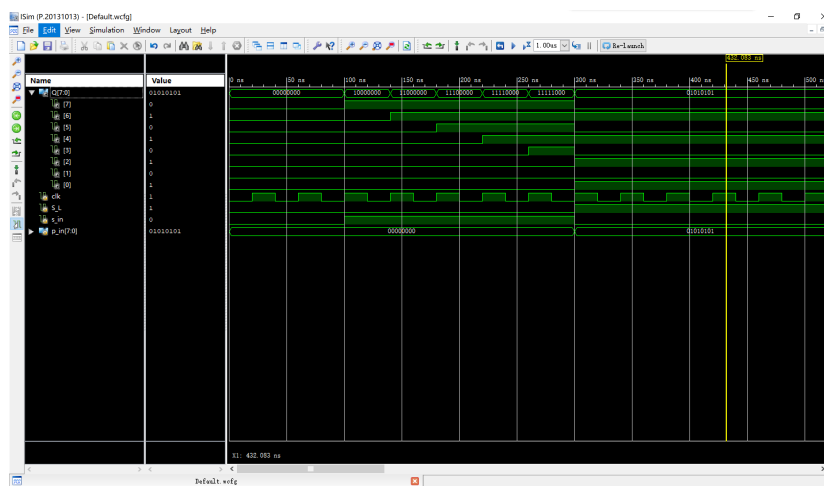 ISim (P.20131013) - [Default.wcfg]
File Edit View Simulation Window Layout Help
1.00us Re-launch
432.083 ns
Name Value 0 ns 50 ns 100 ns 150 ns 200 ns 250 ns 300 ns 350 ns 400 ns 450 ns 500 n
Q[7:0] 01010101 00000000 10000000 11000000 11100000 11110000 11111000 01010101
[7] 0
[6] 1
[5] 0
[4] 1
[3] 0
[2] 1
[1] 0
[0] 1
clk 1
S_L 1
s_in 0
p_in[7:0] 01010101 00000000 01010101
X1: 432.083 ns
Default.wcfg